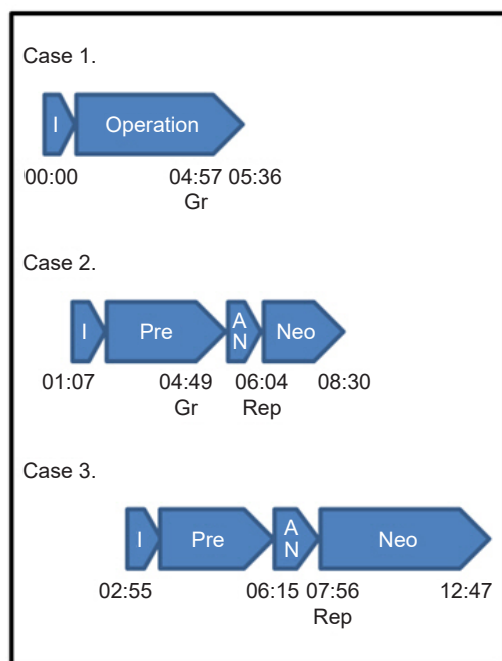 Case 1.
I Operation
00:00 04:57 05:36
Gr
Case 2.
I Pre A N Neo
01:07 04:49 06:04 08:30
Gr Rep
Case 3.
I Pre A N Neo
02:55 06:15 07:56 12:47
Rep